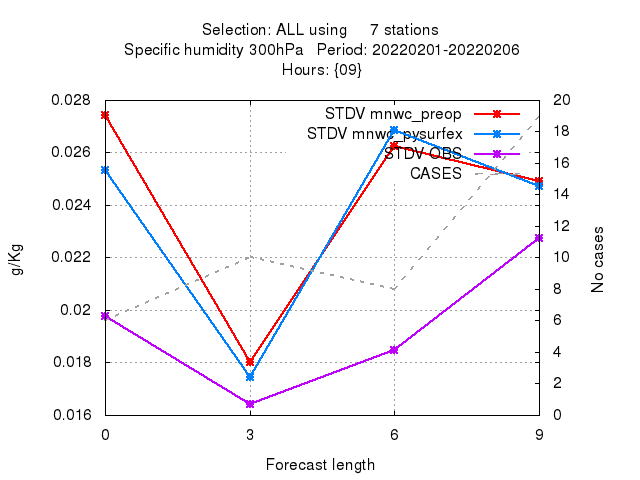 Selection: ALL using 7 stations
Specific humidity 300hPa Period: 20220201-20220206
Hours: {09}
STDV mnwc_preop
STDV mnwc_pysurfex
STDV OBS
CASES
g/Kg
0.028
0.026
0.024
0.022
0.02
0.018
0.016
20
18
16
14
12
10
8
6
4
2
0
No cases
0 3 6 9
Forecast length